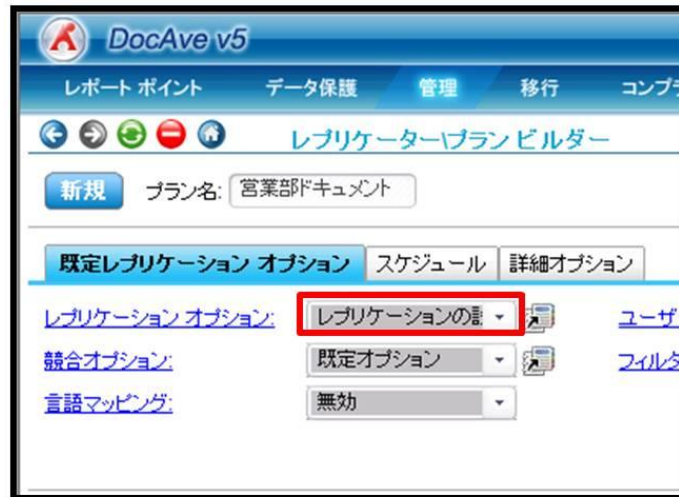 DocAve v5
レポート ポイント データ保護 管理 移行 コンプラ
レプリケーター\プラン ビルダー
新規 プラン名: 営業部ドキュメント
既定レプリケーション オプション スケジュール 詳細オプション
レプリケーション オプション: レプリケーションの ユーザ
競合オプション: 既定オプション フィルタ
言語マッピング: 無効